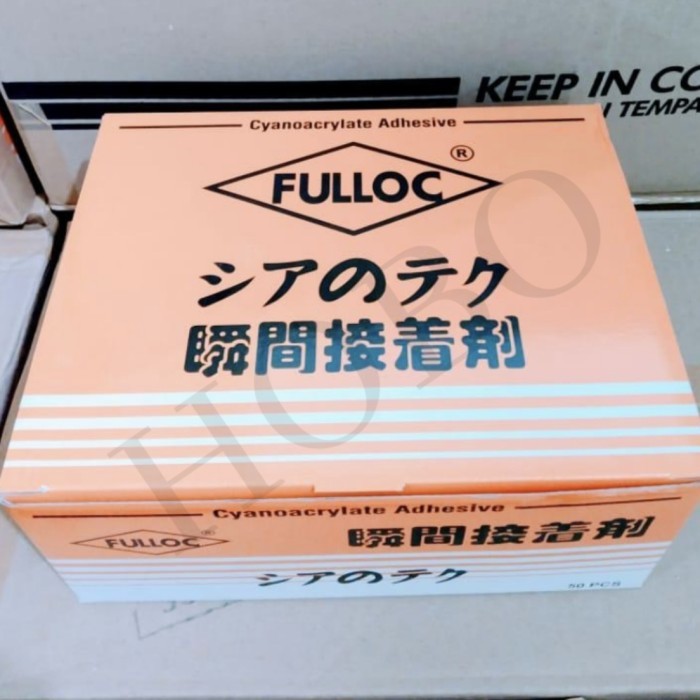 KEEP IN CO
TEMPA
Cyanoacrylate Adhesive
FULLOC ®
シアのテク
瞬間接着剤
HOBO
Cyanoacrylate Adhesive
FULLOC ®
瞬間接着剤
シアのテク
50 PCS